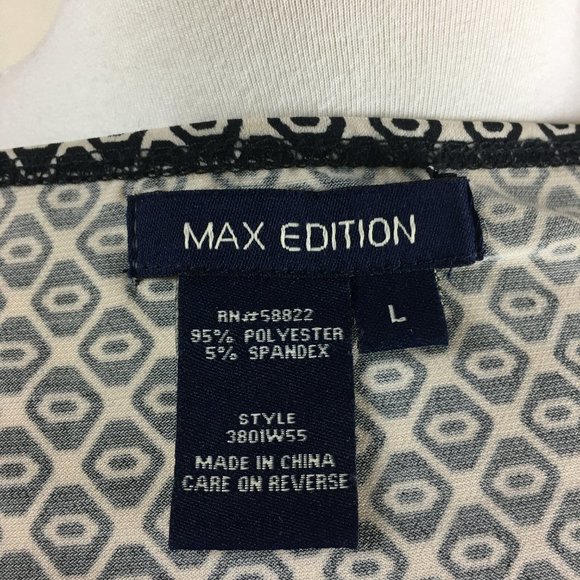 MAX EDITION
L
RN#58822
95% POLYESTER
5% SPANDEX
STYLE
3801W55
MADE IN CHINA
CARE ON REVERSE